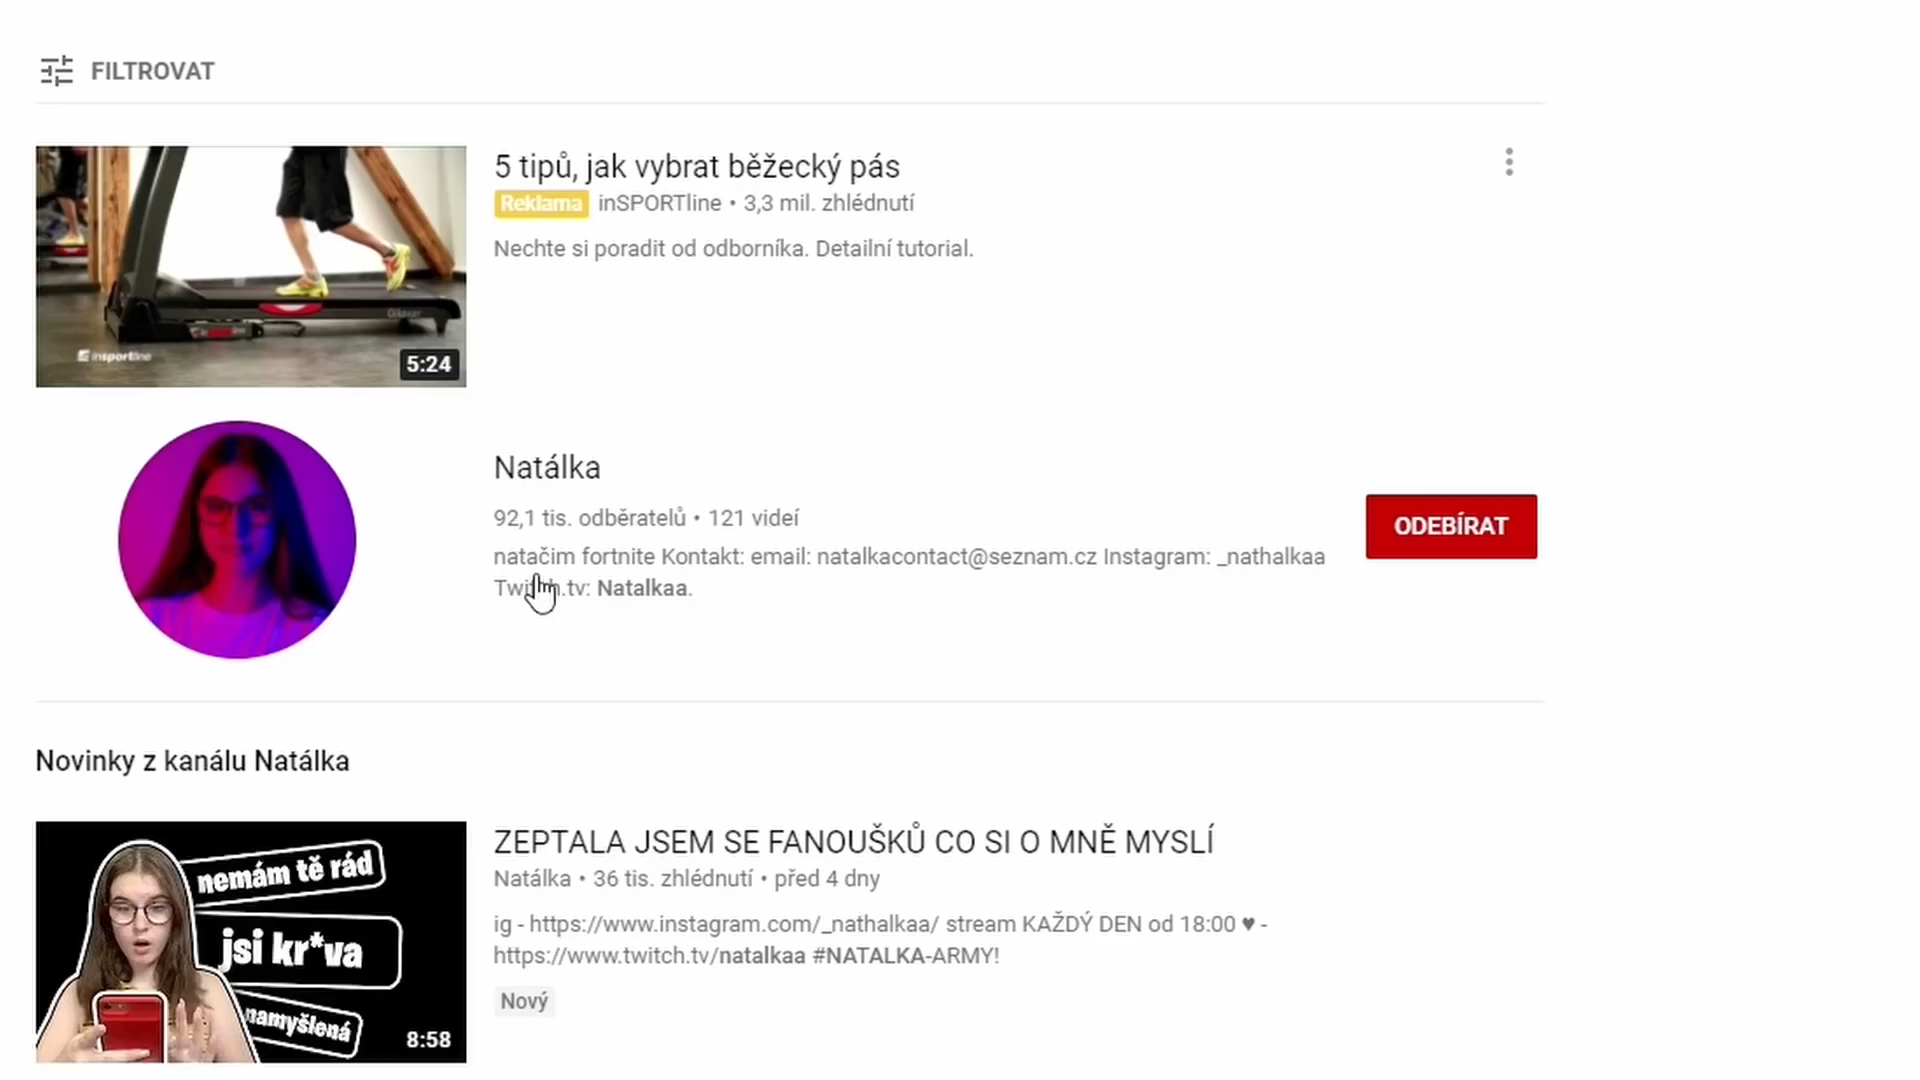 FILTROVAT
5 tipů, jak vybrat běžecký pás
Reklama inSPORTline • 3,3 mil. zhlédnutí
Nechte si poradit od odborníka. Detailní tutorial.
insportline
5:24
Natálka
92,1 tis. odběratelů • 121 videí
natačim fortnite Kontakt: email: natalkacontact@seznam.cz Instagram: _nathalkaa
Twitch.tv: Natalkaa.
ODEBÍRAT
Novinky z kanálu Natálka
nemám tě rád
jsi kr*va
namyšlená
8:58
ZEPTALA JSEM SE FANOUŠKŮ CO SI O MNĚ MYSLÍ
Natálka • 36 tis. zhlédnutí • před 4 dny
ig - https://www.instagram.com/_nathalkaa/ stream KAŽDÝ DEN od 18:00 ♥ -
https://www.twitch.tv/natalkaa #NATALKA-ARMY!
Nový